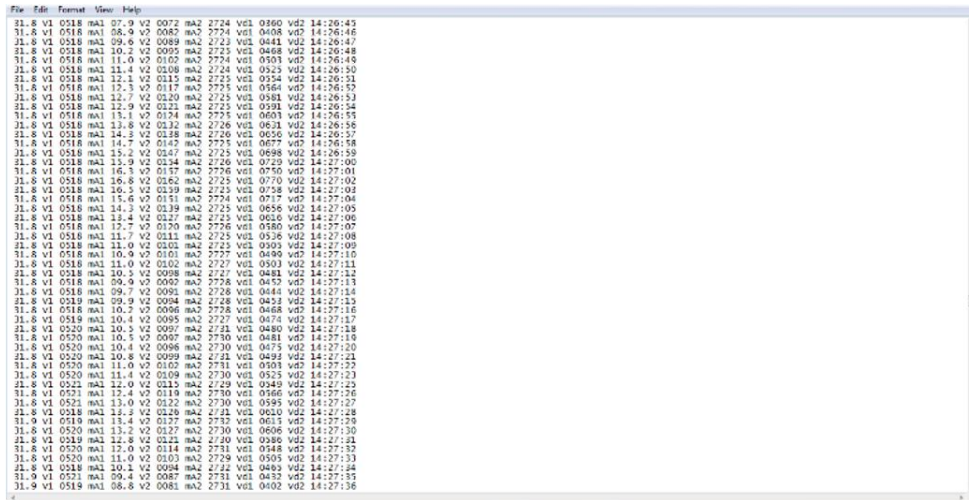 File Edit Format View Help
31.8 v1 0518 mA1 07.9 v2 0072 mA2 2724 vd1 0360 vd2 14:26:45
31.8 v1 0518 mA1 08.9 v2 0082 mA2 2724 vd1 0408 vd2 14:26:46
31.8 v1 0518 mA1 09.6 v2 0089 mA2 2723 vd1 0441 vd2 14:26:47
31.8 v1 0518 mA1 10.2 v2 0095 mA2 2725 vd1 0468 vd2 14:26:48
31.8 v1 0518 mA1 11.0 v2 0102 mA2 2724 vd1 0503 vd2 14:26:49
31.8 v1 0518 mA1 11.4 v2 0108 mA2 2724 vd1 0525 vd2 14:26:50
31.8 v1 0518 mA1 12.1 v2 0115 mA2 2725 vd1 0554 vd2 14:26:51
31.8 v1 0518 mA1 12.3 v2 0117 mA2 2725 vd1 0564 vd2 14:26:52
31.8 v1 0518 mA1 12.7 v2 0120 mA2 2725 vd1 0581 vd2 14:26:53
31.8 v1 0518 mA1 12.9 v2 0121 mA2 2725 vd1 0591 vd2 14:26:54
31.8 v1 0518 mA1 13.1 v2 0124 mA2 2725 vd1 0603 vd2 14:26:55
31.8 v1 0518 mA1 13.8 v2 0132 mA2 2726 vd1 0631 vd2 14:26:56
31.8 v1 0518 mA1 14.3 v2 0138 mA2 2726 vd1 0656 vd2 14:26:57
31.8 v1 0518 mA1 14.7 v2 0142 mA2 2725 vd1 0677 vd2 14:26:58
31.8 v1 0518 mA1 15.2 v2 0147 mA2 2725 vd1 0698 vd2 14:26:59
31.8 v1 0518 mA1 15.9 v2 0154 mA2 2726 vd1 0729 vd2 14:27:00
31.8 v1 0518 mA1 16.3 v2 0157 mA2 2726 vd1 0750 vd2 14:27:01
31.8 v1 0518 mA1 16.8 v2 0162 mA2 2725 vd1 0770 vd2 14:27:02
31.8 v1 0518 mA1 16.5 v2 0159 mA2 2725 vd1 0758 vd2 14:27:03
31.8 v1 0518 mA1 15.6 v2 0151 mA2 2724 vd1 0717 vd2 14:27:04
31.8 v1 0518 mA1 14.3 v2 0139 mA2 2725 vd1 0656 vd2 14:27:05
31.8 v1 0518 mA1 13.4 v2 0127 mA2 2725 vd1 0616 vd2 14:27:06
31.8 v1 0518 mA1 12.7 v2 0120 mA2 2726 vd1 0580 vd2 14:27:07
31.8 v1 0518 mA1 11.7 v2 0111 mA2 2725 vd1 0536 vd2 14:27:08
31.8 v1 0518 mA1 11.0 v2 0101 mA2 2725 vd1 0505 vd2 14:27:09
31.8 v1 0518 mA1 10.9 v2 0101 mA2 2727 vd1 0499 vd2 14:27:10
31.8 v1 0518 mA1 11.0 v2 0102 mA2 2727 vd1 0503 vd2 14:27:11
31.8 v1 0518 mA1 10.5 v2 0098 mA2 2727 vd1 0481 vd2 14:27:12
31.8 v1 0518 mA1 09.9 v2 0092 mA2 2728 vd1 0452 vd2 14:27:13
31.8 v1 0518 mA1 09.7 v2 0091 mA2 2728 vd1 0444 vd2 14:27:14
31.8 v1 0519 mA1 09.9 v2 0094 mA2 2728 vd1 0453 vd2 14:27:15
31.8 v1 0518 mA1 10.2 v2 0096 mA2 2728 vd1 0468 vd2 14:27:16
31.8 v1 0519 mA1 10.4 v2 0095 mA2 2727 vd1 0474 vd2 14:27:17
31.8 v1 0520 mA1 10.5 v2 0097 mA2 2731 vd1 0480 vd2 14:27:18
31.8 v1 0520 mA1 10.5 v2 0097 mA2 2730 vd1 0481 vd2 14:27:19
31.8 v1 0520 mA1 10.4 v2 0096 mA2 2730 vd1 0475 vd2 14:27:20
31.8 v1 0520 mA1 10.8 v2 0099 mA2 2731 vd1 0493 vd2 14:27:21
31.8 v1 0520 mA1 11.0 v2 0102 mA2 2731 vd1 0503 vd2 14:27:22
31.8 v1 0520 mA1 11.4 v2 0109 mA2 2730 vd1 0525 vd2 14:27:23
31.8 v1 0521 mA1 12.0 v2 0115 mA2 2729 vd1 0549 vd2 14:27:25
31.8 v1 0521 mA1 12.4 v2 0119 mA2 2730 vd1 0566 vd2 14:27:26
31.8 v1 0521 mA1 13.0 v2 0122 mA2 2730 vd1 0595 vd2 14:27:27
31.8 v1 0518 mA1 13.3 v2 0126 mA2 2731 vd1 0610 vd2 14:27:28
31.9 v1 0519 mA1 13.4 v2 0127 mA2 2732 vd1 0615 vd2 14:27:29
31.8 v1 0520 mA1 13.2 v2 0127 mA2 2730 vd1 0606 vd2 14:27:30
31.8 v1 0519 mA1 12.8 v2 0121 mA2 2730 vd1 0586 vd2 14:27:31
31.8 v1 0520 mA1 12.0 v2 0114 mA2 2731 vd1 0548 vd2 14:27:32
31.8 v1 0520 mA1 11.0 v2 0103 mA2 2729 vd1 0505 vd2 14:27:33
31.8 v1 0518 mA1 10.1 v2 0094 mA2 2732 vd1 0465 vd2 14:27:34
31.9 v1 0521 mA1 09.4 v2 0087 mA2 2731 vd1 0432 vd2 14:27:35
31.9 v1 0519 mA1 08.8 v2 0081 mA2 2731 vd1 0402 vd2 14:27:36